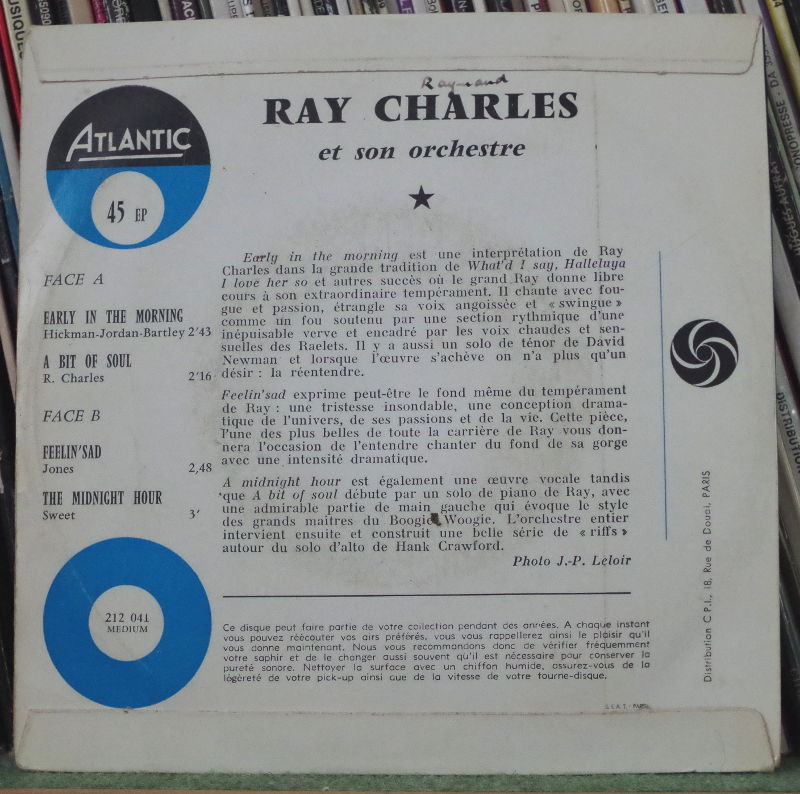 Raymond
RAY CHARLES
et son orchestre
ATLANTIC
45 EP
FACE A
EARLY IN THE MORNING
Hickman-Jordan-Bartley 2'43
A BIT OF SOUL
R. Charles 2'16
FACE B
FEELIN'SAD
Jones 2,48
THE MIDNIGHT HOUR
Sweet 3'
212 041
MEDIUM
Early in the morning est une interprétation de Ray
Charles dans la grande tradition de What'd I say, Halleluya
I love her so et autres succès où le grand Ray donne libre
cours à son extraordinaire tempérament. Il chante avec fou-
gue et passion, étrangle sa voix angoissée et « swingue »
comme un fou soutenu par une section rythmique d'une
inépuisable verve et encadré par les voix chaudes et sen-
suelles des Raelets. Il y a aussi un solo de ténor de David
Newman et lorsque l'œuvre s'achève on n'a plus qu'un
désir : la réentendre.
Feelin'sad exprime peut-être le fond même du tempérament
de Ray : une tristesse insondable, une conception drama-
tique de l'univers, de ses passions et de la vie. Cette pièce,
l'une des plus belles de toute la carrière de Ray vous don-
nera l'occasion de l'entendre chanter du fond de sa gorge
avec une intensité dramatique.
A midnight hour est également une œuvre vocale tandis
que A bit of soul débute par un solo de piano de Ray, avec
une admirable partie de main gauche qui évoque le style
des grands maîtres du Boogie Woogie. L'orchestre entier
intervient ensuite et construit une belle série de « riffs »
autour du solo d'alto de Hank Crawford.
Photo J.-P. Leloir
Ce disque peut faire partie de votre collection pendant des années. A chaque instant
vous pouvez réécouter vos airs préférés, vous vous rappellerez ainsi le plaisir qu'il
vous donne maintenant. Nous vous recommandons donc de vérifier fréquemment
votre saphir et de le changer aussi souvent qu'il est nécessaire pour conserver la
pureté sonore. Nettoyer la surface avec un chiffon humide, assurez-vous de la
légèreté de votre pick-up ainsi que de la vitesse de votre tourne-disque.
Distribution C.P.I., 18, Rue de Douai, PARIS